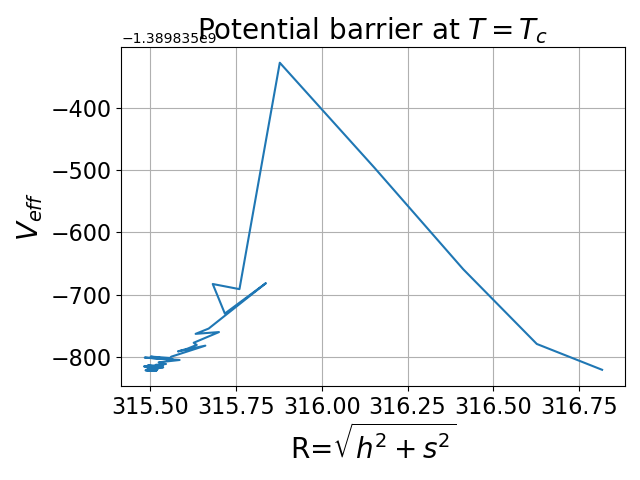 Potential barrier at $T = T_c$
−1.389835e9
−400
−500
−600
−700
−800
$V_{eff}$
315.50 315.75 316.00 316.25 316.50 316.75
R=$\sqrt{h^2 + s^2}$